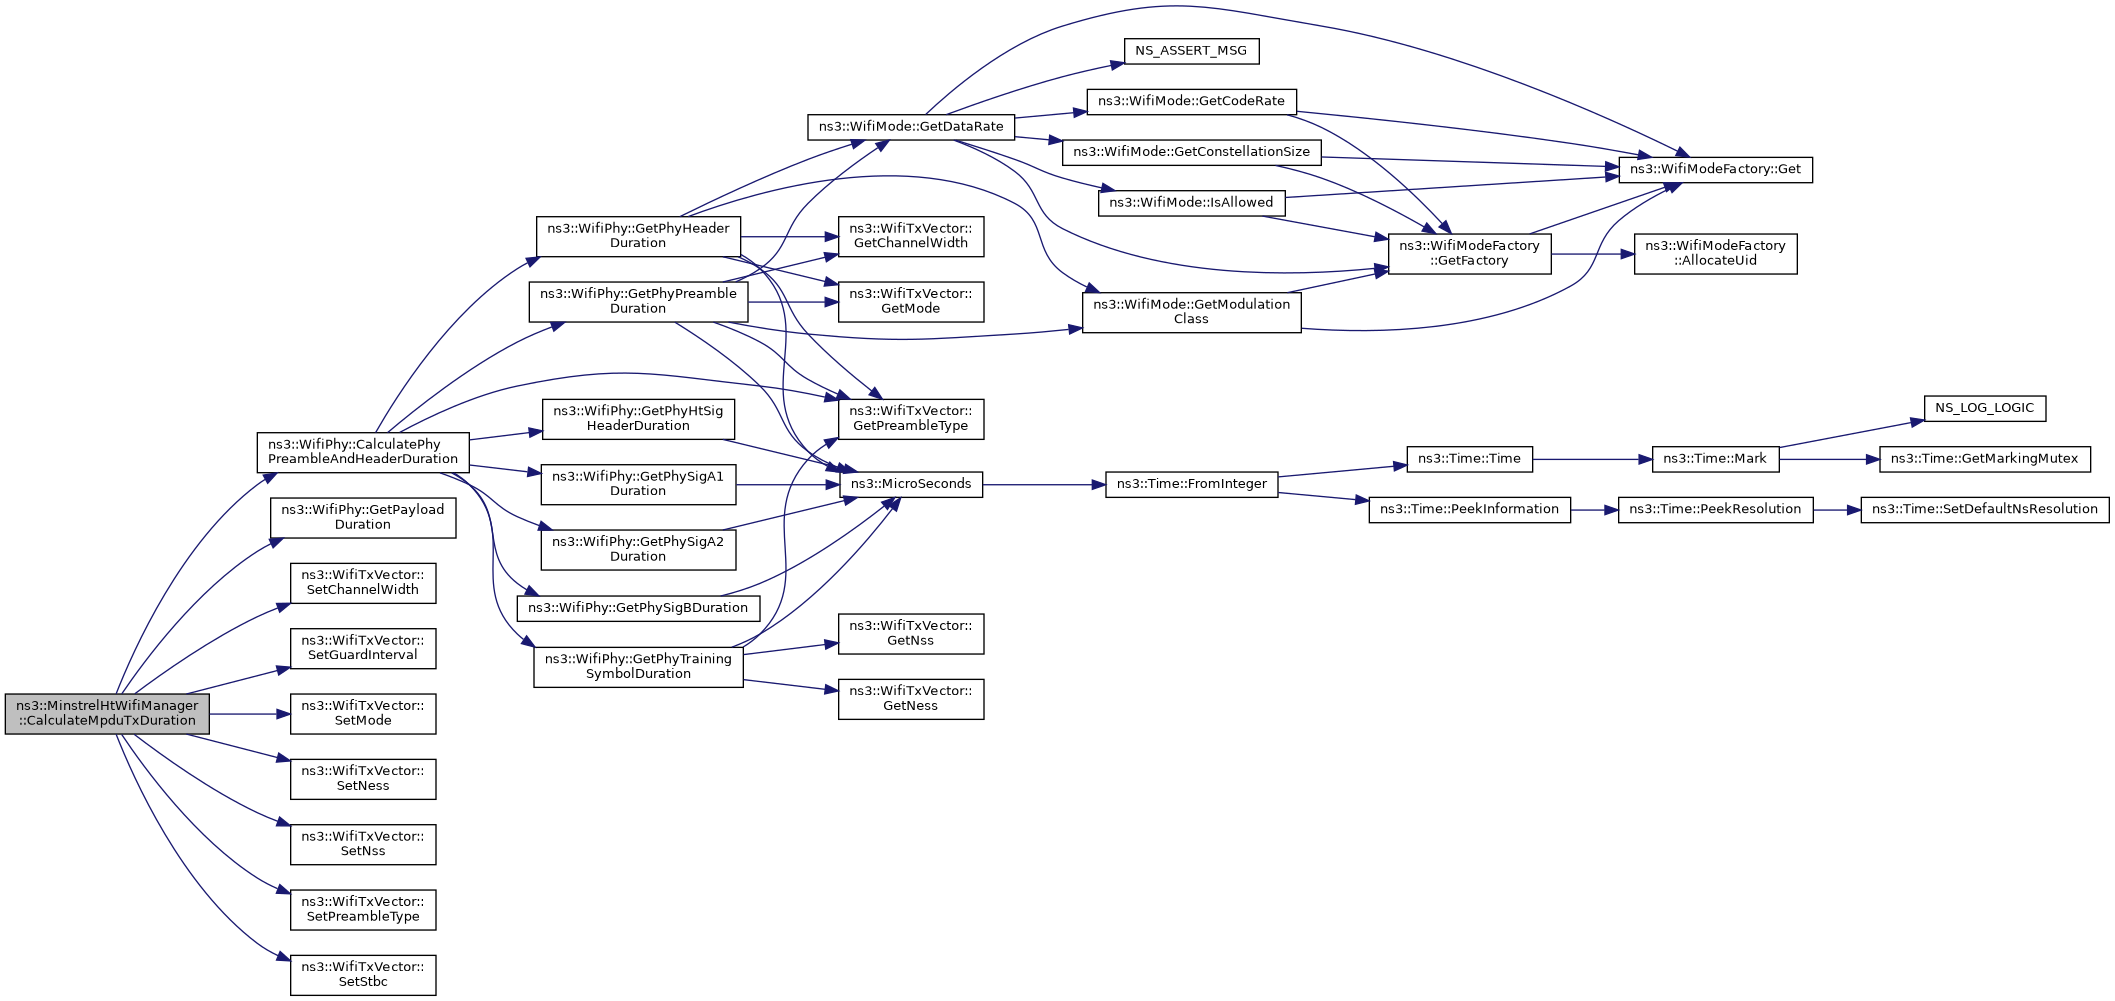 ns3::MinstrelHtWifiManager
::CalculateMpduTxDuration
ns3::WifiPhy::CalculatePhy
PreambleAndHeaderDuration
ns3::WifiPhy::GetPayload
Duration
ns3::WifiTxVector::
SetChannelWidth
ns3::WifiTxVector::
SetGuardInterval
ns3::WifiTxVector::
SetMode
ns3::WifiTxVector::
SetNess
ns3::WifiTxVector::
SetNss
ns3::WifiTxVector::
SetPreambleType
ns3::WifiTxVector::
SetStbc
ns3::WifiPhy::GetPhyHeader
Duration
ns3::WifiPhy::GetPhyPreamble
Duration
ns3::WifiPhy::GetPhyHtSig
HeaderDuration
ns3::WifiPhy::GetPhySigA1
Duration
ns3::WifiPhy::GetPhySigA2
Duration
ns3::WifiPhy::GetPhySigBDuration
ns3::WifiPhy::GetPhyTraining
SymbolDuration
ns3::WifiMode::GetDataRate
ns3::WifiTxVector::
GetChannelWidth
ns3::WifiTxVector::
GetMode
ns3::WifiTxVector::
GetPreambleType
ns3::MicroSeconds
ns3::WifiTxVector::
GetNss
ns3::WifiTxVector::
GetNess
NS_ASSERT_MSG
ns3::WifiMode::GetCodeRate
ns3::WifiMode::GetConstellationSize
ns3::WifiMode::IsAllowed
ns3::WifiMode::GetModulation
Class
ns3::Time::FromInteger
ns3::WifiModeFactory
::GetFactory
ns3::Time::Time
ns3::Time::PeekInformation
ns3::WifiModeFactory::Get
ns3::WifiModeFactory
::AllocateUid
ns3::Time::Mark
ns3::Time::PeekResolution
NS_LOG_LOGIC
ns3::Time::GetMarkingMutex
ns3::Time::SetDefaultNsResolution